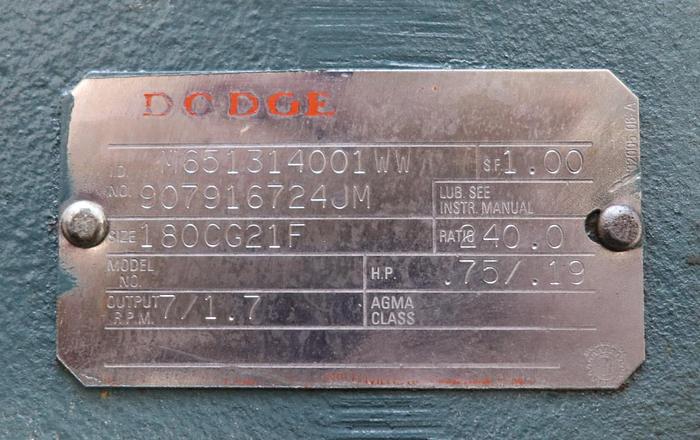 DODGE
I.D. M651314001WW S.F. 1.00
NO. 907916724JM LUB. SEE INSTR. MANUAL
SIZE 180CG21F RATIO 240.0
MODEL NO. H.P. .75/.19
OUTPUT R.P.M. 7/1.7 AGMA CLASS